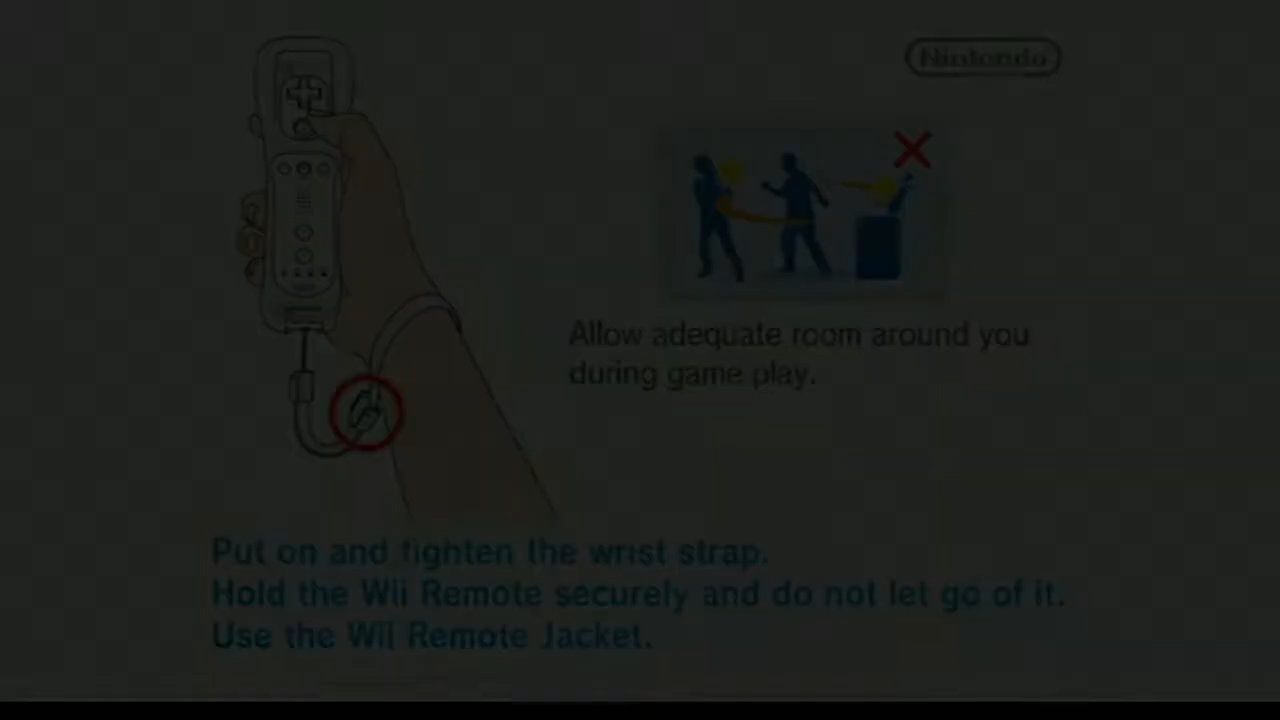 Nintendo
Allow adequate room around you
during game play.
Put on and tighten the wrist strap.
Hold the Wii Remote securely and do not let go of it.
Use the Wii Remote Jacket.